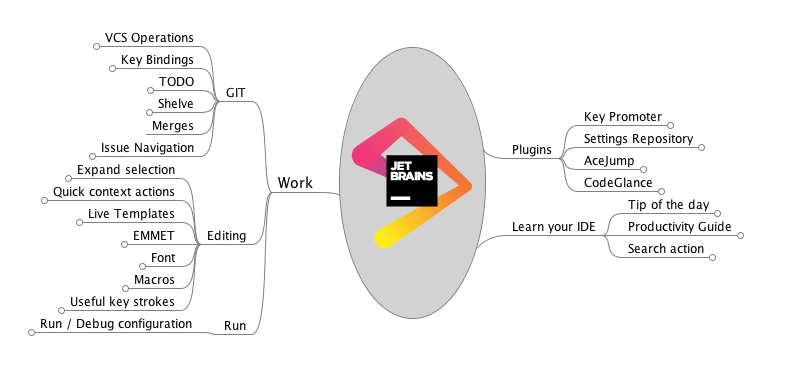 VCS Operations
Key Bindings
TODO
Shelve
Merges
Issue Navigation
GIT
Expand selection
Quick context actions
Live Templates
EMMET
Font
Macros
Useful key strokes
Editing
Run / Debug configuration
Run
Work
JET
BRAINS
Plugins
Key Promoter
Settings Repository
AceJump
CodeGlance
Learn your IDE
Tip of the day
Productivity Guide
Search action